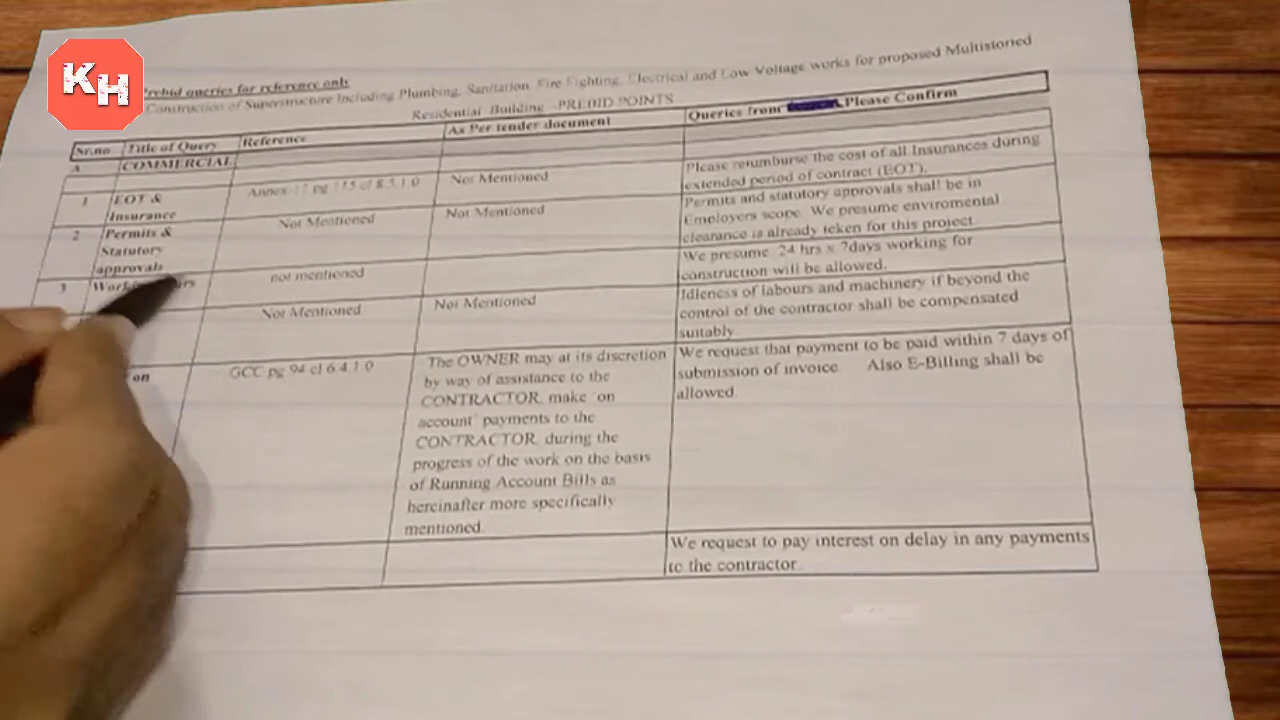 KH
Prebid queries for reference only
Construction of Superstructure Including Plumbing, Sanitation, Fire Fighting, Electrical and Low Voltage works for proposed Multistoried
Residential Building -PREBID POINTS
Sr.no Title of Query Reference As Per tender document Queries from Please Confirm
A COMMERCIAL
1 EOT &
Insurance
Not Mentioned
Please reiumburse the cost of all Insurances during
extended period of contract (EOT).
2 Permits &
Statutory
approvals
Not Mentioned
Not Mentioned
Permits and statutory approvals shall be in
Employers scope. We presume enviromental
clearance is already teken for this project
3
not mentioned
We presume 24 hrs x 7days working for
construction will be allowed.
Not Mentioned
Not Mentioned
Idleness of labours and machinery if beyond the
control of the contractor shall be compensated
suitably
on
GCC pg 94 cl 6.4.1.0
The OWNER may at its discretion
by way of assistance to the
CONTRACTOR, make 'on
account' payments to the
CONTRACTOR, during the
progress of the work on the basis
of Running Account Bills as
hereinafter more specifically
mentioned.
We request that payment to be paid within 7 days of
submission of invoice Also E-Billing shall be
allowed.
We request to pay interest on delay in any payments
to the contractor.